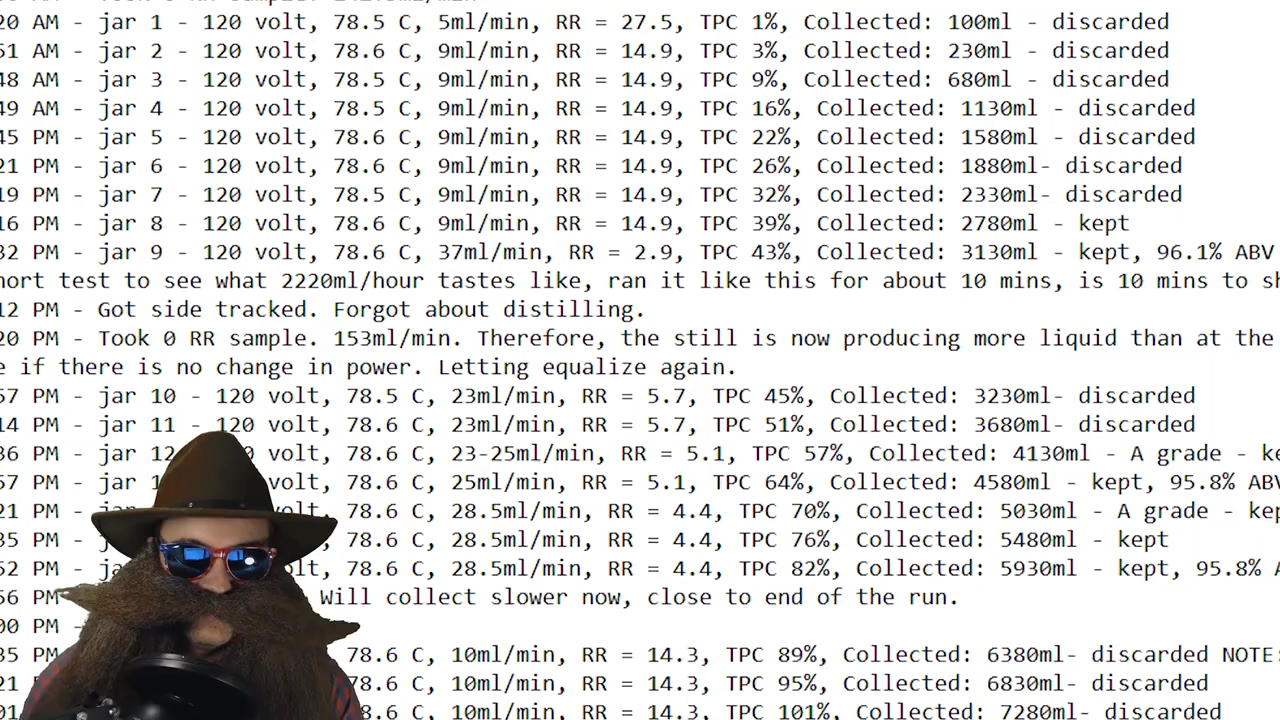 20 AM - jar 1 - 120 volt, 78.5 C, 5ml/min, RR = 27.5, TPC 1%, Collected: 100ml - discarded
51 AM - jar 2 - 120 volt, 78.6 C, 9ml/min, RR = 14.9, TPC 3%, Collected: 230ml - discarded
48 AM - jar 3 - 120 volt, 78.5 C, 9ml/min, RR = 14.9, TPC 9%, Collected: 680ml - discarded
49 AM - jar 4 - 120 volt, 78.6 C, 9ml/min, RR = 14.9, TPC 16%, Collected: 1130ml - discarded
45 PM - jar 5 - 120 volt, 78.6 C, 9ml/min, RR = 14.9, TPC 22%, Collected: 1580ml - discarded
21 PM - jar 6 - 120 volt, 78.6 C, 9ml/min, RR = 14.9, TPC 26%, Collected: 1880ml- discarded
19 PM - jar 7 - 120 volt, 78.5 C, 9ml/min, RR = 14.9, TPC 32%, Collected: 2330ml - discarded
16 PM - jar 8 - 120 volt, 78.6 C, 9ml/min, RR = 14.9, TPC 39%, Collected: 2780ml - kept
32 PM - jar 9 - 120 volt, 78.6 C, 37ml/min, RR = 2.9, TPC 43%, Collected: 3130ml - kept, 96.1% ABV
hort test to see what 2220ml/hour tastes like, ran it like this for about 10 mins, is 10 mins to sh
12 PM - Got side tracked. Forgot about distilling.
20 PM - Took 0 RR sample. 153ml/min. Therefore, the still is now producing more liquid than at the
e if there is no change in power. Letting equalize again.
57 PM - jar 10 - 120 volt, 78.5 C, 23ml/min, RR = 5.7, TPC 45%, Collected: 3230ml- discarded
14 PM - jar 11 - 120 volt, 78.6 C, 23ml/min, RR = 5.7, TPC 51%, Collected: 3680ml - discarded
36 PM - jar 12 0 volt, 78.6 C, 23-25ml/min, RR = 5.1, TPC 57%, Collected: 4130ml - A grade - ke
57 PM - jar 1 volt, 78.6 C, 25ml/min, RR = 5.1, TPC 64%, Collected: 4580ml - kept, 95.8% ABV
21 PM - ja volt, 78.6 C, 28.5ml/min, RR = 4.4, TPC 70%, Collected: 5030ml - A grade - kep
35 PM - olt, 78.6 C, 28.5ml/min, RR = 4.4, TPC 76%, Collected: 5480ml - kept
52 PM - lt, 78.6 C, 28.5ml/min, RR = 4.4, TPC 82%, Collected: 5930ml - kept, 95.8% A
56 PM Will collect slower now, close to end of the run.
00 PM -
35 PM 78.6 C, 10ml/min, RR = 14.3, TPC 89%, Collected: 6380ml- discarded NOTE:
21 P 78.6 C, 10ml/min, RR = 14.3, TPC 95%, Collected: 6830ml - discarded
01 78.6 C, 10ml/min, RR = 14.3, TPC 101%, Collected: 7280ml - discarded